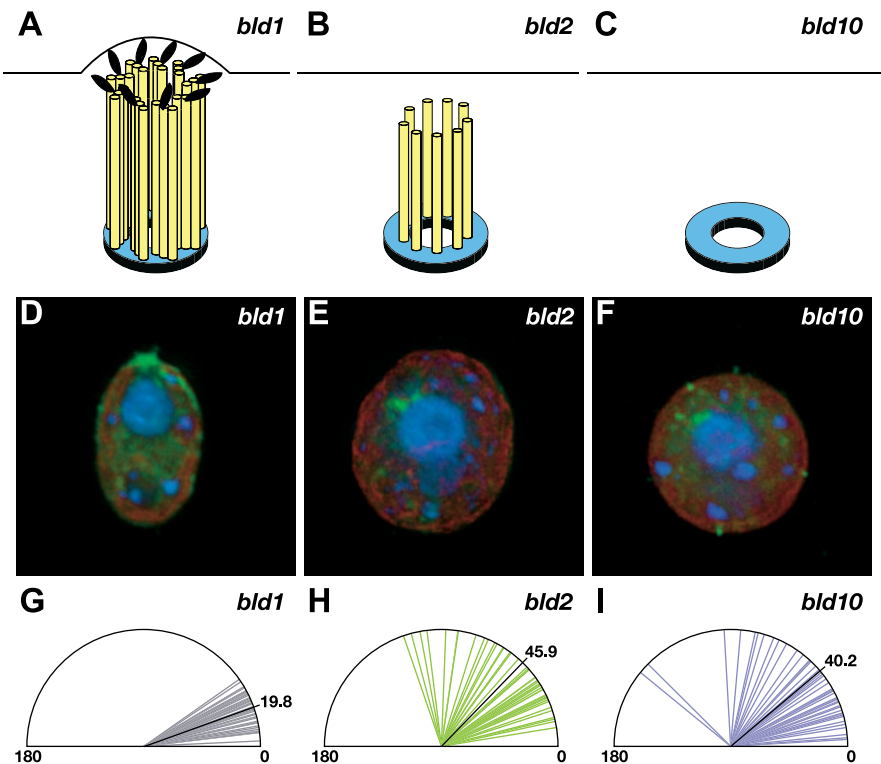 A bld1
B bld2
C bld10
D bld1
E bld2
F bld10
G bld1
H bld2
I bld10
19.8
180 0
45.9
180 0
40.2
180 0